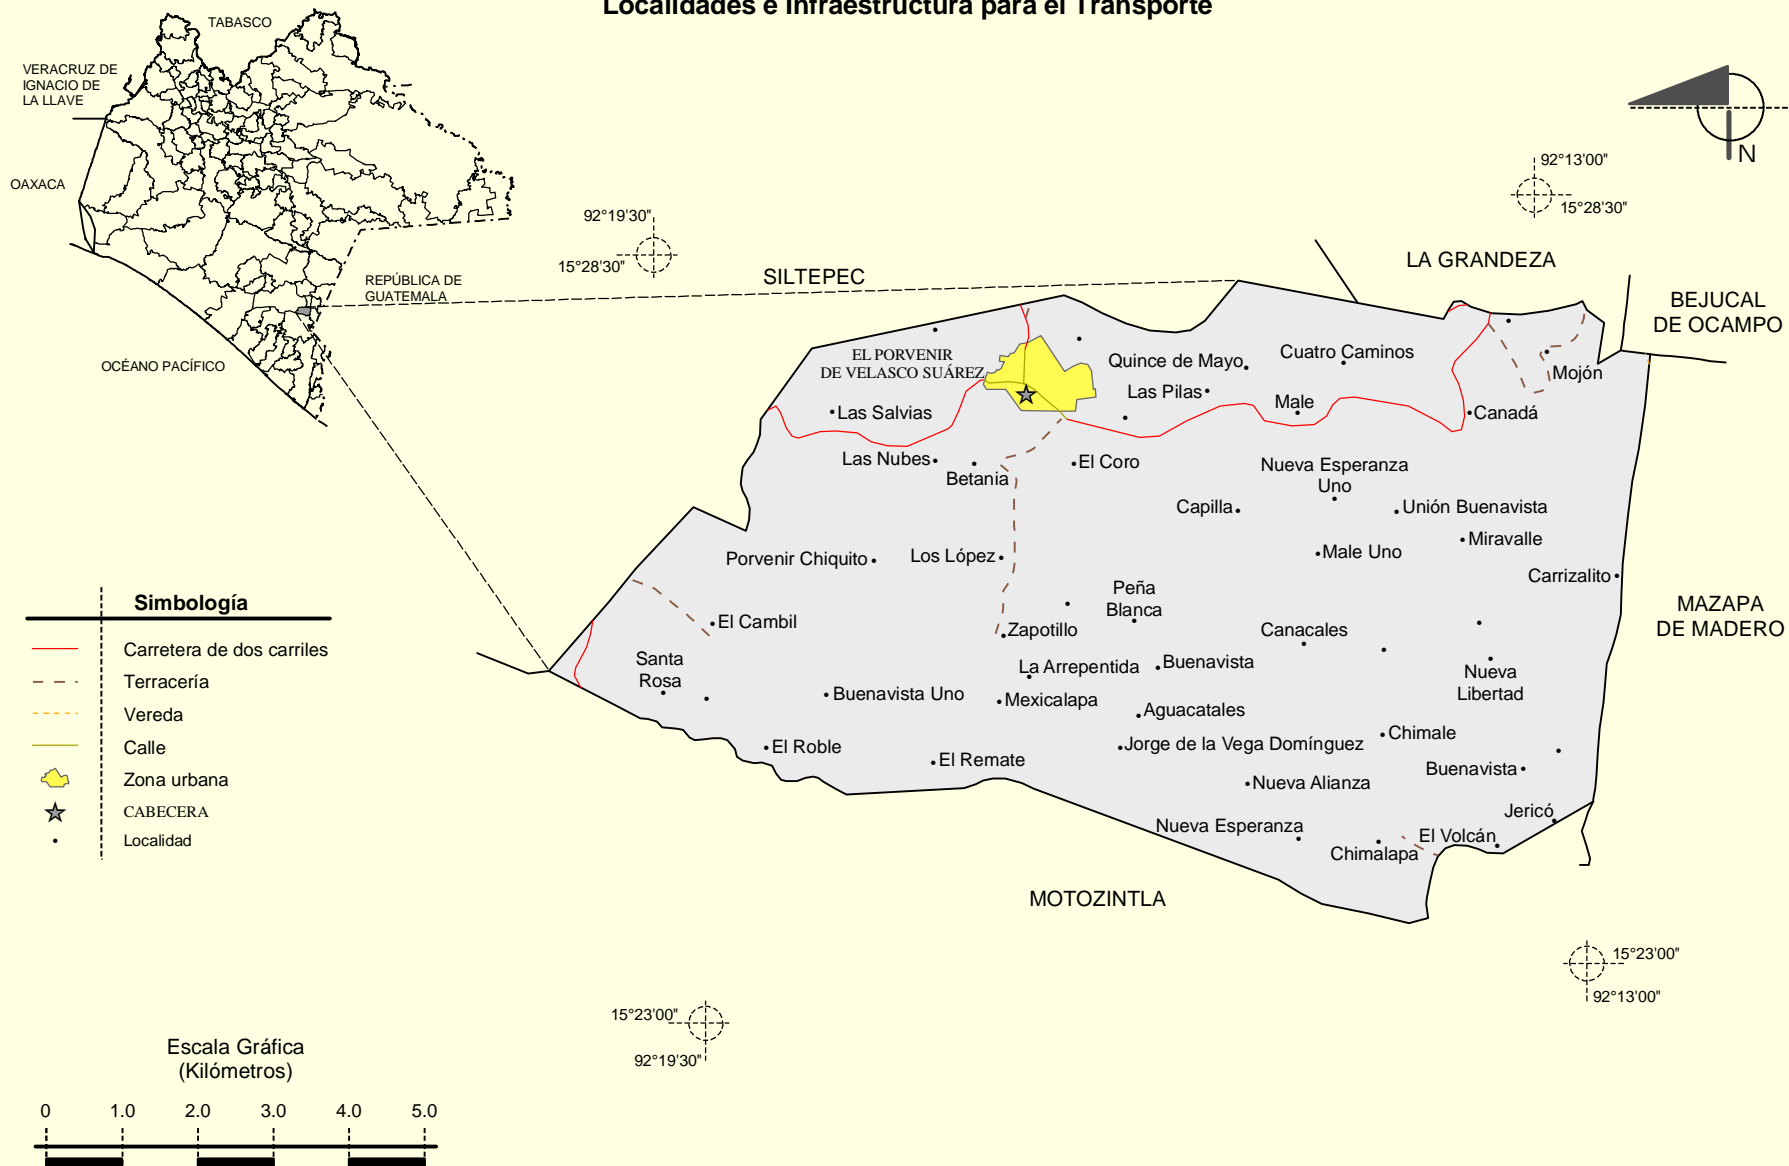 Localidades e Infraestructura para el Transporte
TABASCO
VERACRUZ DE
IGNACIO DE
LA LLAVE
OAXACA
REPÚBLICA DE
GUATEMALA
OCÉANO PACÍFICO
N
92°13'00"
15°28'30"
92°19'30"
15°28'30"
SILTEPEC
LA GRANDEZA
BEJUCAL
DE OCAMPO
EL PORVENIR
DE VELASCO SUÁREZ
Quince de Mayo
Cuatro Caminos
Mojón
Las Pilas
Male
Canadá
Las Salvias
Las Nubes
Betania
El Coro
Nueva Esperanza
Uno
Capilla
Unión Buenavista
Miravalle
Male Uno
Porvenir Chiquito
Los López
Carrizalito
Peña
Blanca
MAZAPA
DE MADERO
El Cambil
Zapotillo
Canacales
Santa
Rosa
La Arrepentida
Buenavista
Nueva
Libertad
Buenavista Uno
Mexicalapa
Aguacatales
El Roble
El Remate
Jorge de la Vega Domínguez
Chimale
Buenavista
Nueva Alianza
Jericó
Nueva Esperanza
El Volcán
Chimalapa
MOTOZINTLA
Simbología
Carretera de dos carriles
Terracería
Vereda
Calle
Zona urbana
CABECERA
Localidad
15°23'00"
92°13'00"
15°23'00"
92°19'30"
Escala Gráfica
(Kilómetros)
0 1.0 2.0 3.0 4.0 5.0